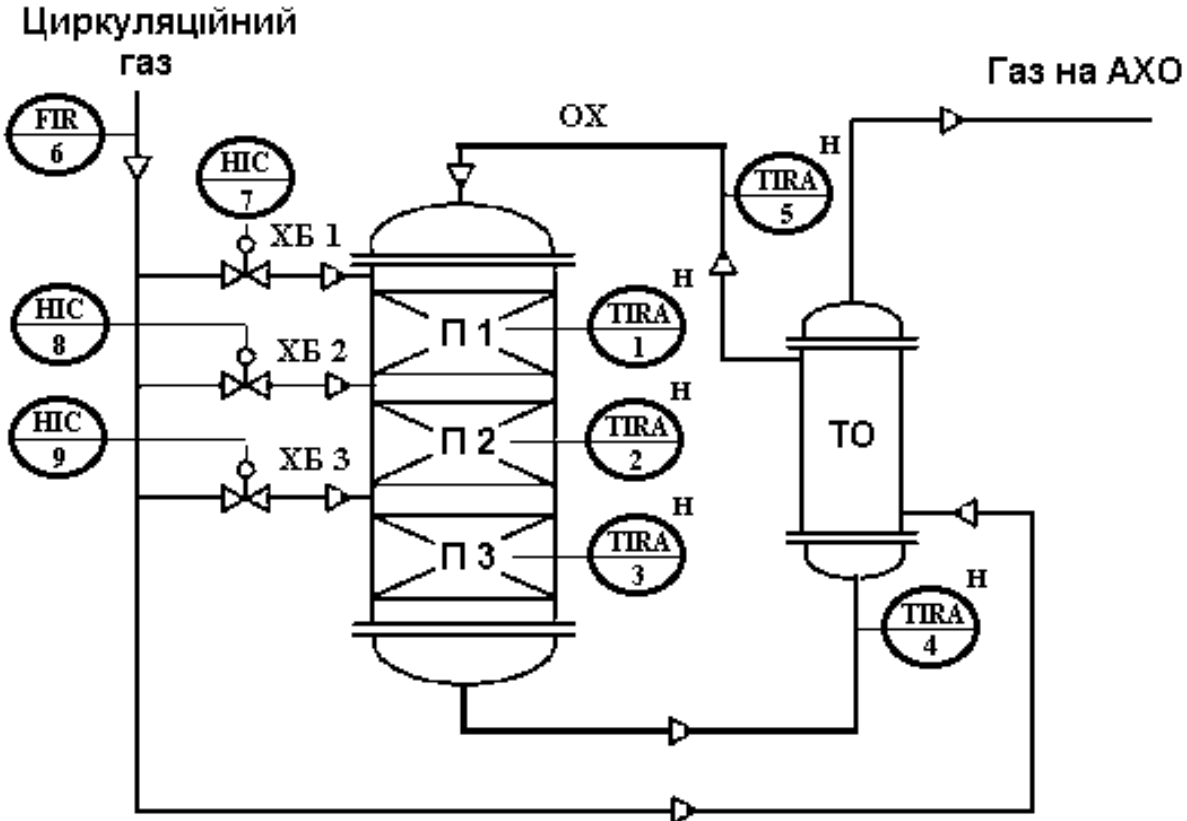 Циркуляційний
газ
Газ на АХО
FIR
6
ОХ
H
HIC
7
TIRA
5
ХБ 1
H
HIC
8
П 1
TIRA
1
ХБ 2
H
HIC
9
П 2
TIRA
2
ТО
ХБ 3
H
П 3
TIRA
3
H
TIRA
4